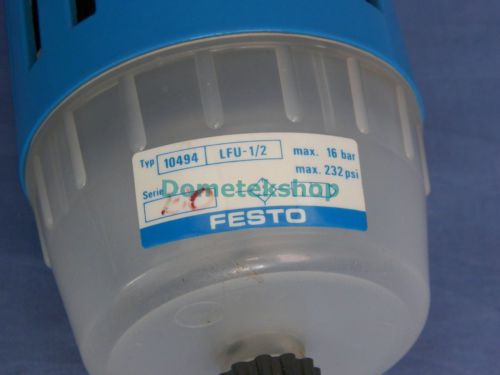 Typ 10494 LFU-1/2 max. 16 bar
max. 232 psi
Serie
Dometekshop
FESTO